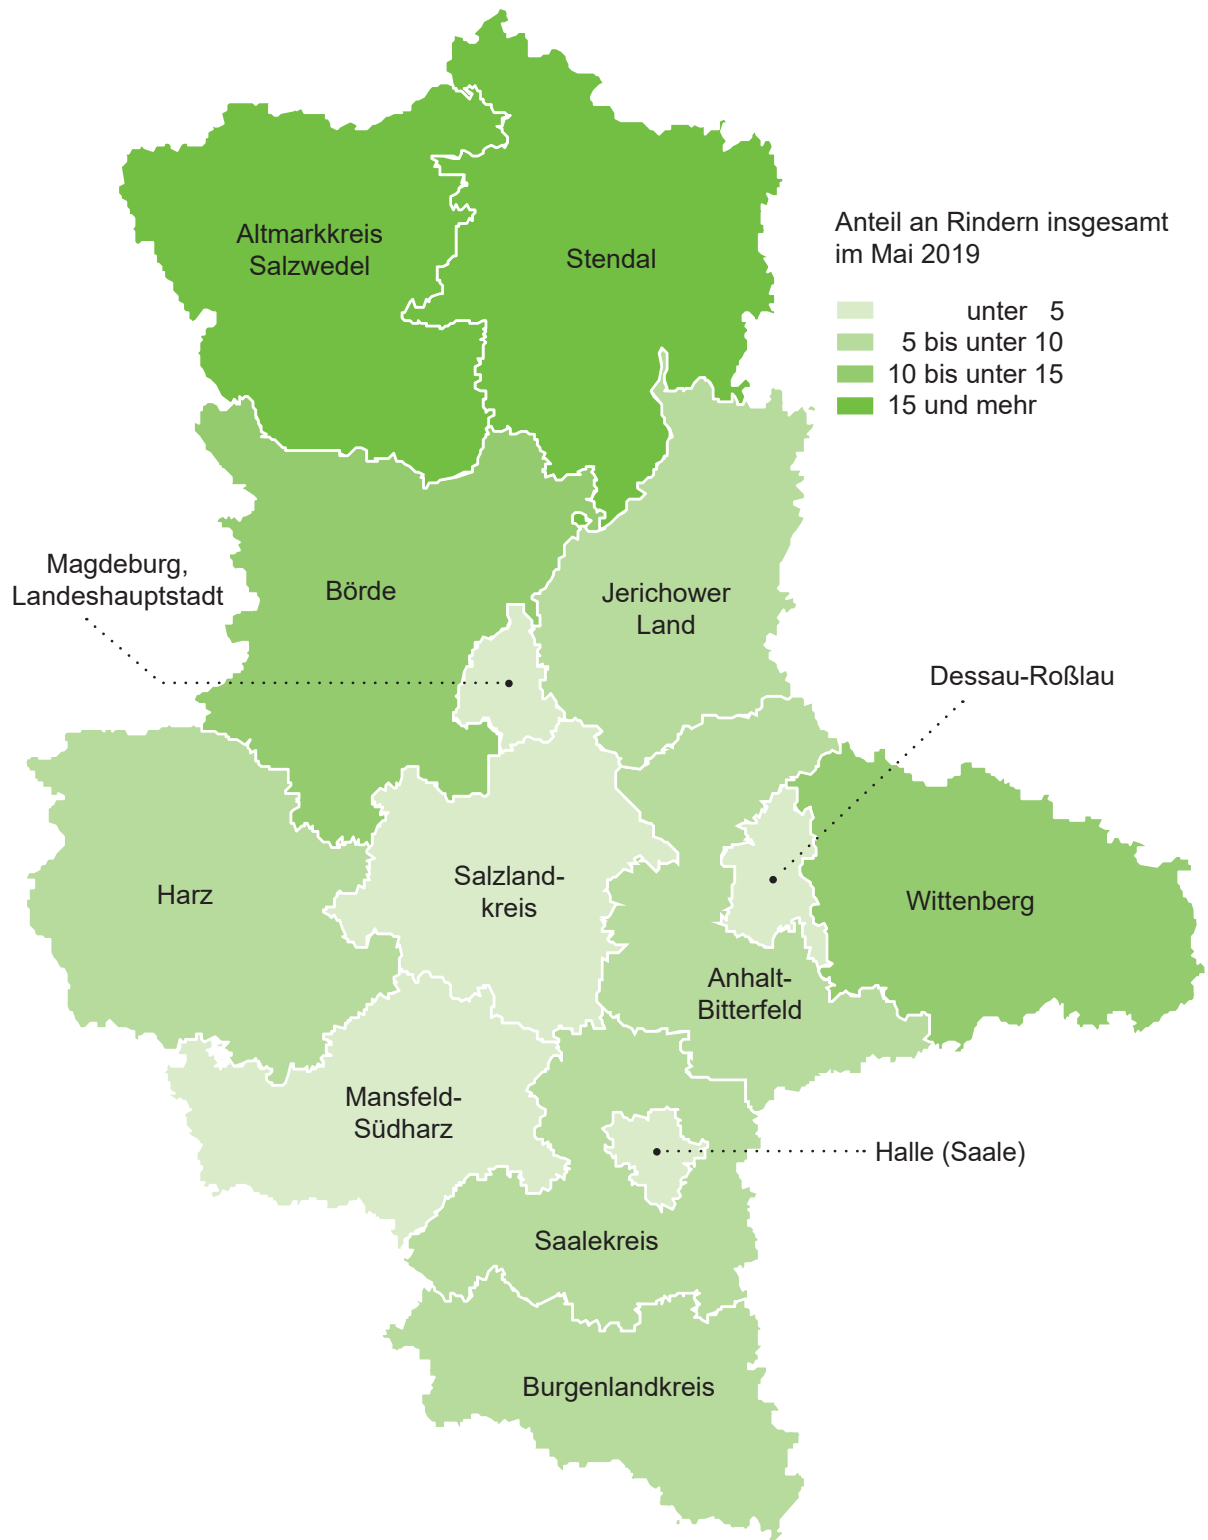 Altmarkkreis
Salzwedel
Stendal
Anteil an Rindern insgesamt
im Mai 2019
unter 5
5 bis unter 10
10 bis unter 15
15 und mehr
Magdeburg,
Landeshauptstadt
Börde
Jerichower
Land
Dessau-Roßlau
Harz
Salzland-
kreis
Wittenberg
Anhalt-
Bitterfeld
Mansfeld-
Südharz
Halle (Saale)
Saalekreis
Burgenlandkreis